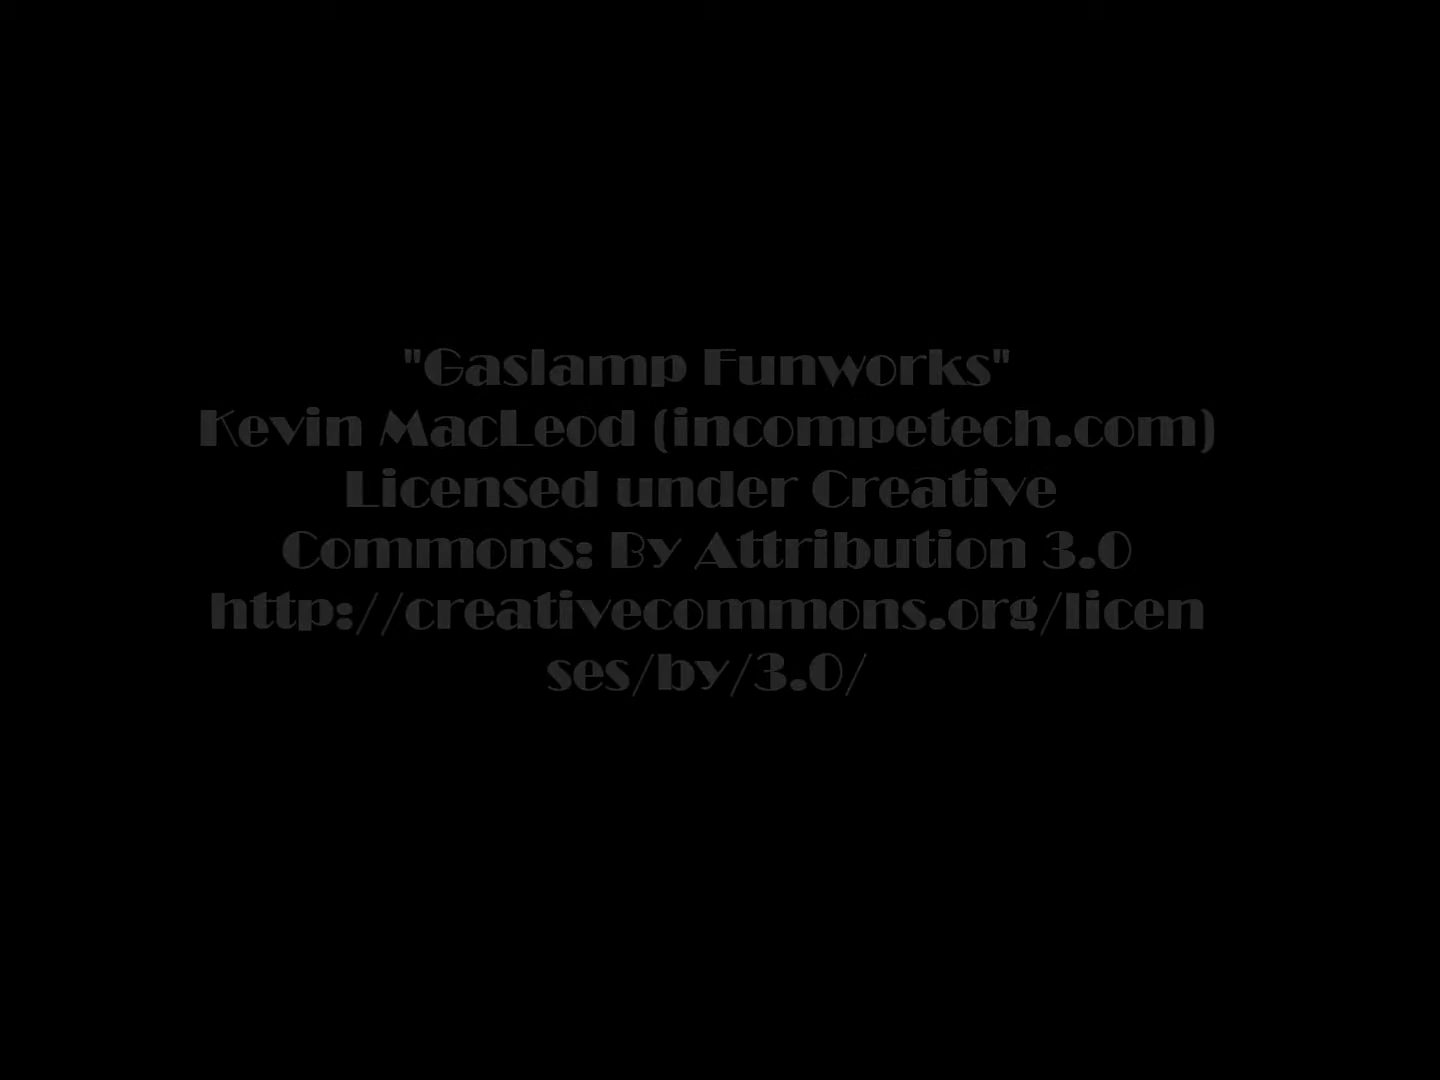 "Gaslamp Funworks"
Kevin MacLeod (incompetech.com)
Licensed under Creative
Commons: By Attribution 3.0
http://creativecommons.org/licen
ses/by/3.0/